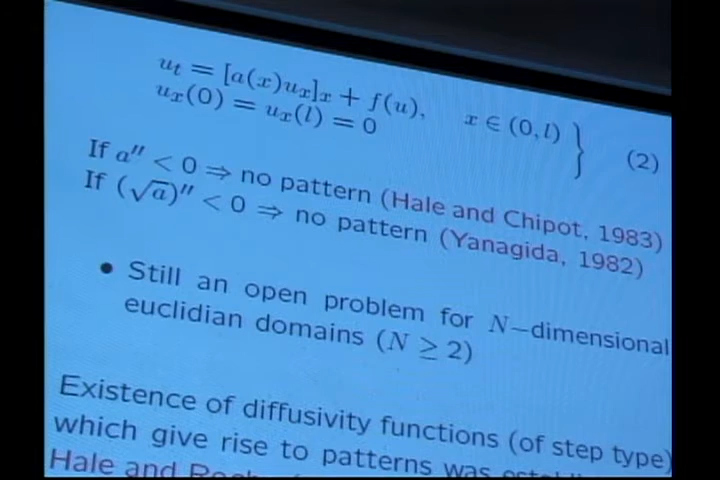 u_t = [a(x)u_x]_x + f(u), x ∈ (0, l)
u_x(0) = u_x(l) = 0 } (2)
If a″ < 0 ⇒ no pattern (Hale and Chipot, 1983)
If (√a)″ < 0 ⇒ no pattern (Yanagida, 1982)
• Still an open problem for N−dimensional
euclidian domains (N ≥ 2)
Existence of diffusivity functions (of step type)
which give rise to patterns was
Hale and